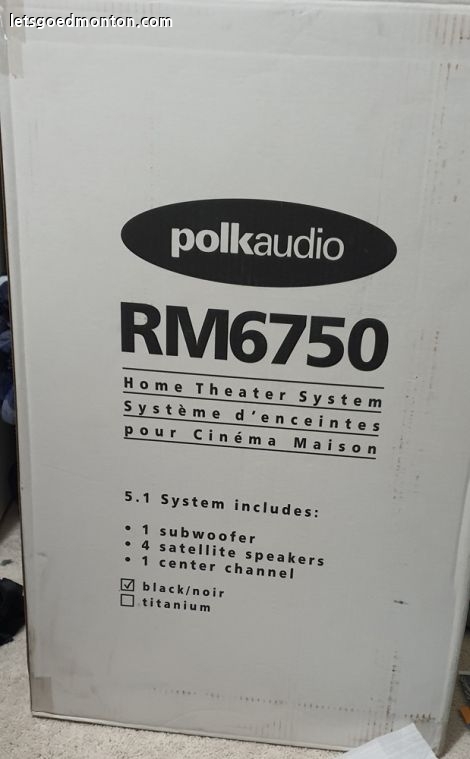 letsgoedmonton.com
polkaudio
RM6750
Home Theater System
Système d'enceintes
pour Cinéma Maison
5.1 System includes:
• 1 subwoofer
• 4 satellite speakers
• 1 center channel
☑ black/noir
☐ titanium